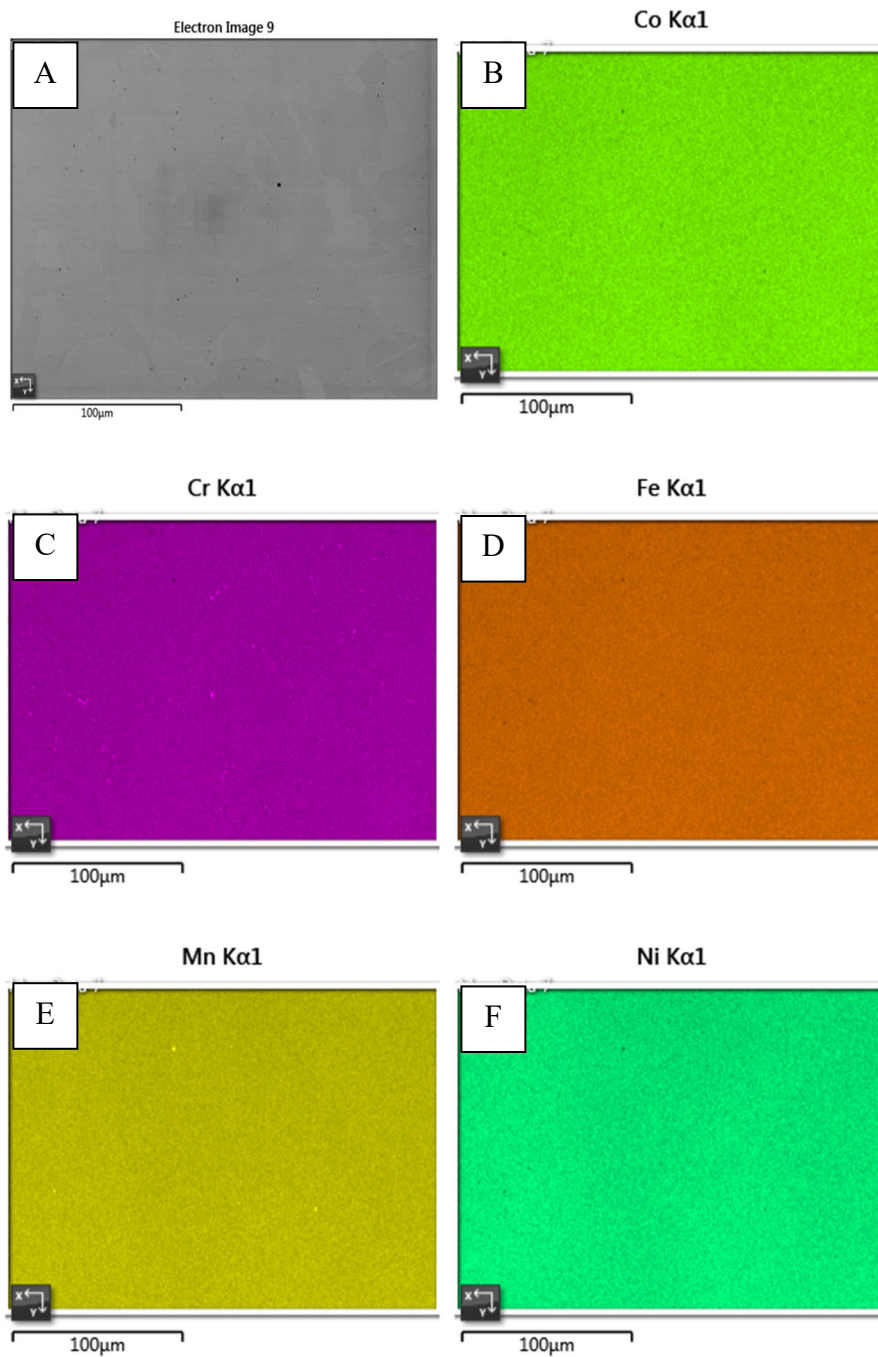 Electron Image 9
A
X
Y
100µm
Co Kα1
B
X
Y
100µm
Cr Kα1
C
X
Y
100µm
Fe Kα1
D
X
Y
100µm
Mn Kα1
E
X
Y
100µm
Ni Kα1
F
X
Y
100µm